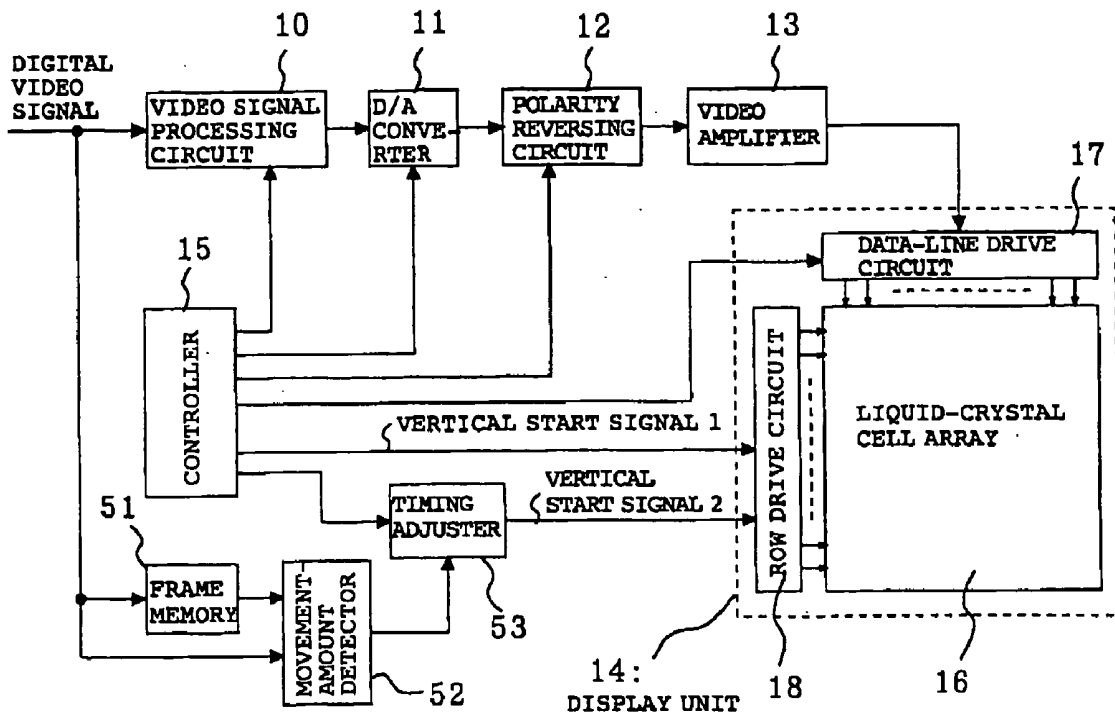 10
11
12
13
DIGITAL
VIDEO
SIGNAL
VIDEO SIGNAL
PROCESSING
CIRCUIT
D/A
CONVE-
RTER
POLARITY
REVERSING
CIRCUIT
VIDEO
AMPLIFIER
17
DATA-LINE DRIVE
CIRCUIT
15
CONTROLLER
ROW DRIVE CIRCUIT
LIQUID-CRYSTAL
CELL ARRAY
VERTICAL START SIGNAL 1
VERTICAL
START SIGNAL 2
TIMING
ADJUSTER
51
FRAME
MEMORY
MOVEMENT-
AMOUNT
DETECTOR
53
52
14:
DISPLAY UNIT
18
16